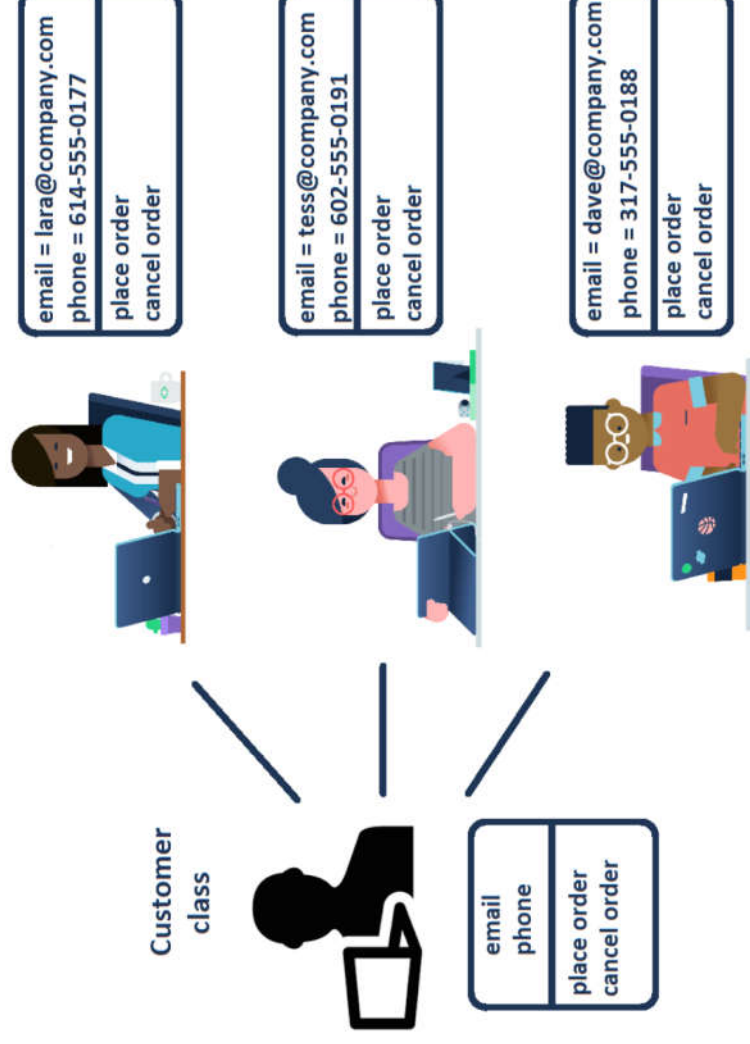 Customer
class
email
phone
place order
cancel order
email = lara@company.com
phone = 614-555-0177
place order
cancel order
email = tess@company.com
phone = 602-555-0191
place order
cancel order
email = dave@company.com
phone = 317-555-0188
place order
cancel order